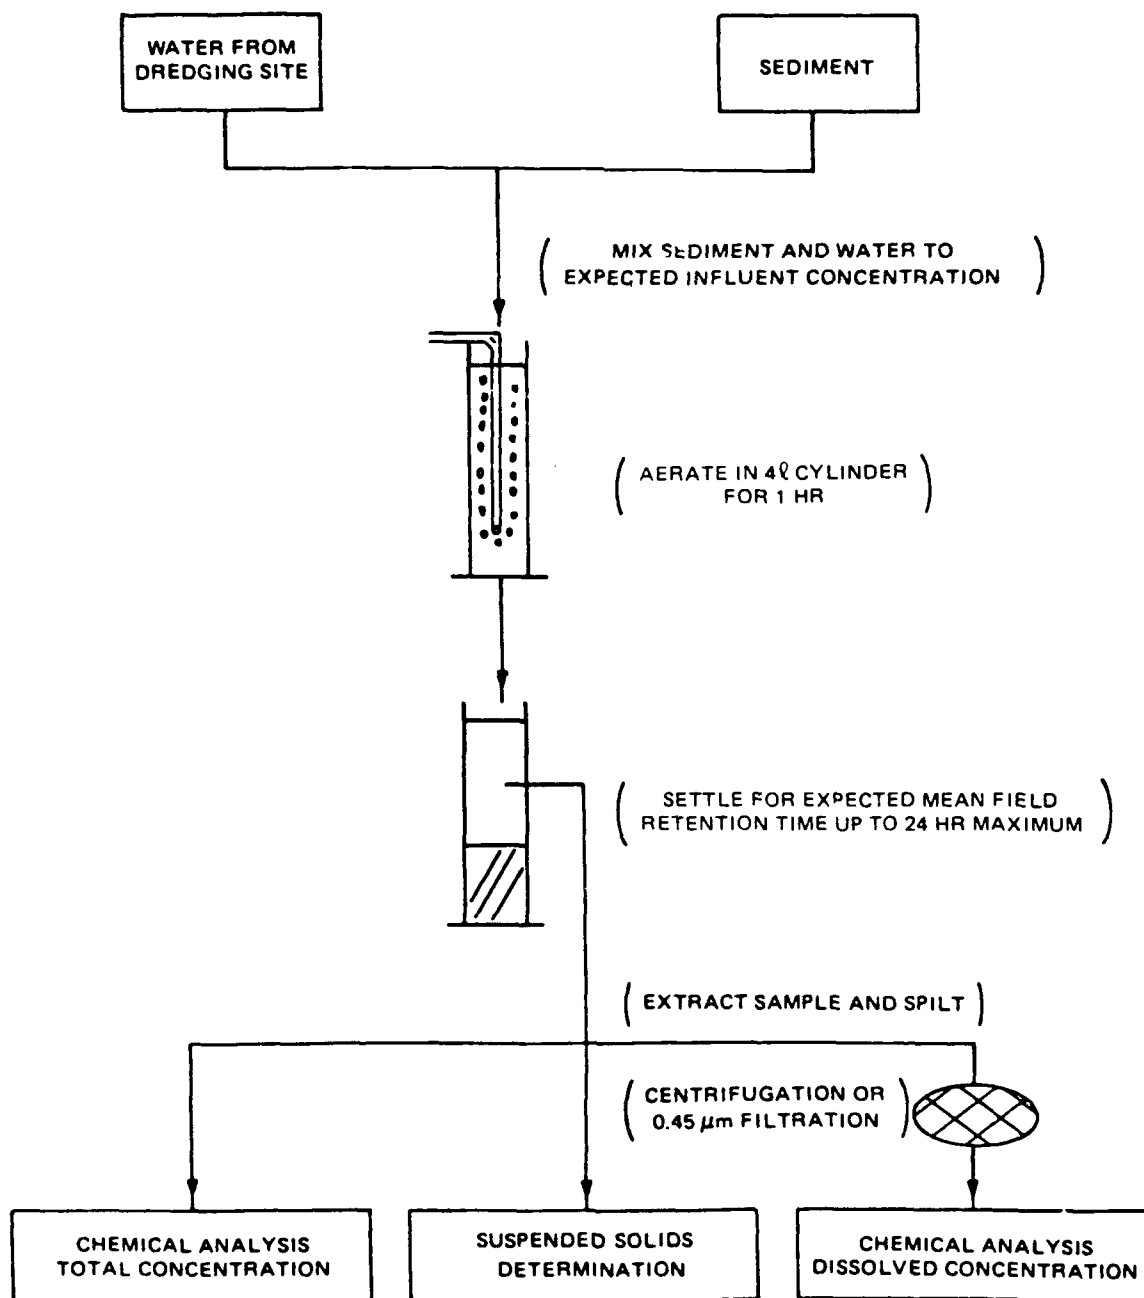 WATER FROM
DREDGING SITE
SEDIMENT
( MIX SEDIMENT AND WATER TO
EXPECTED INFLUENT CONCENTRATION )
( AERATE IN 4ℓ CYLINDER
FOR 1 HR )
( SETTLE FOR EXPECTED MEAN FIELD
RETENTION TIME UP TO 24 HR MAXIMUM )
( EXTRACT SAMPLE AND SPILT )
( CENTRIFUGATION OR
0.45 µm FILTRATION )
CHEMICAL ANALYSIS
TOTAL CONCENTRATION
SUSPENDED SOLIDS
DETERMINATION
CHEMICAL ANALYSIS
DISSOLVED CONCENTRATION